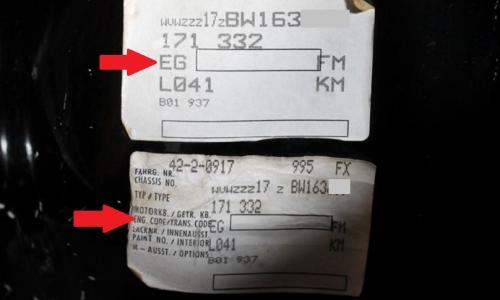 WVWZZZ17ZBW163
171 332
EG FM
L041 KM
B01 937
42-2-0917 995 FX
FAHRG. NR.
CHASSIS NO.
WVWZZZ17 Z BW163
TYP / TYPE
171 332
MOTORKB. / GETR. KB.
ENG. CODE/TRANS. CODE
EG FM
LACKNR. / INNENAUSST.
PAINT NO. / INTERIOR
L041 KM
M - AUSST. / OPTIONS
B01 937